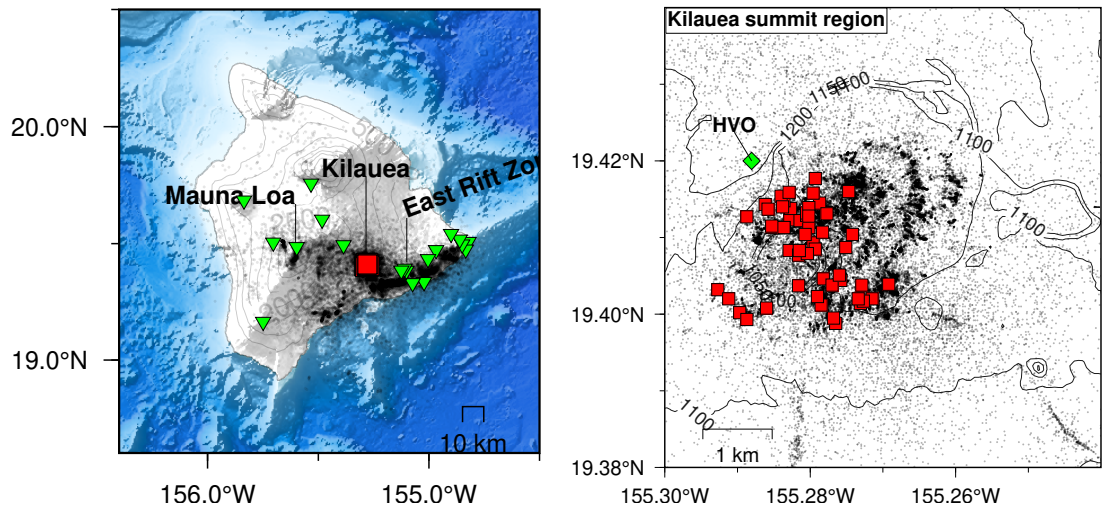 20.0°N
19.0°N
156.0°W
155.0°W
Mauna Loa
Kilauea
East Rift Zo
10 km
Kilauea summit region
HVO
1200
1150
1100
1100
1100
1100
1 km
19.42°N
19.40°N
19.38°N
155.30°W
155.28°W
155.26°W